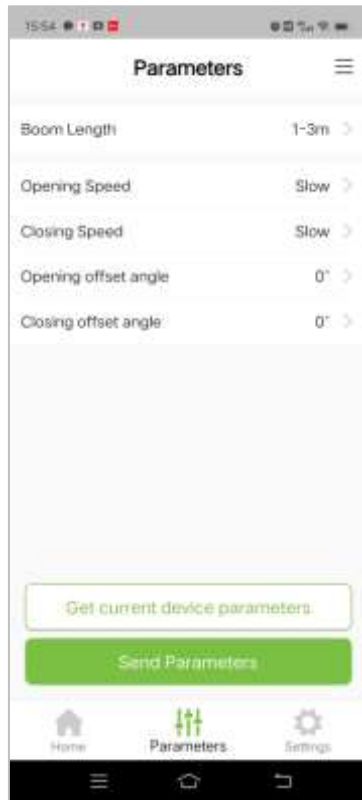 15:54
Parameters
Boom Length 1-3m
Opening Speed Slow
Closing Speed Slow
Opening offset angle 0°
Closing offset angle 0°
Get current device parameters
Send Parameters
Home Parameters Settings